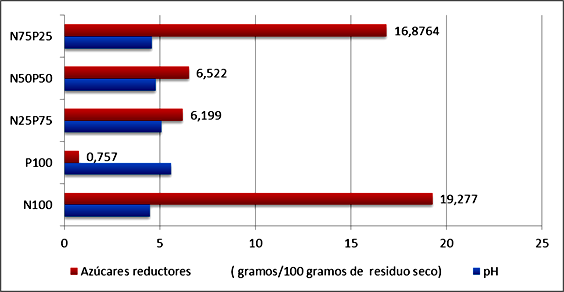 N75P25
16,8764
N50P50
6,522
N25P75
6,199
P100
0,757
N100
19,277
0 5 10 15 20 25
Azúcares reductores ( gramos/100 gramos de residuo seco) pH